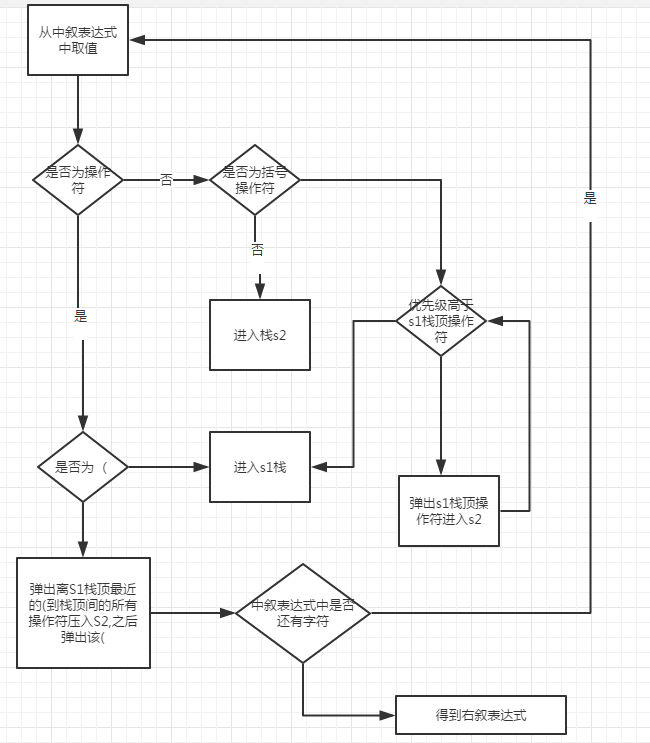 从中叙表达式
中取值
是否为操作
符
否
是否为括号
操作符
是
否
优先级高于
s1栈顶操作
符
是
进入栈s2
是否为（
进入s1栈
弹出s1栈顶操
作符进入s2
弹出离S1栈顶最近
的(到栈顶间的所有
操作符压入S2,之后
弹出该(
中叙表达式中是否
还有字符
得到右叙表达式